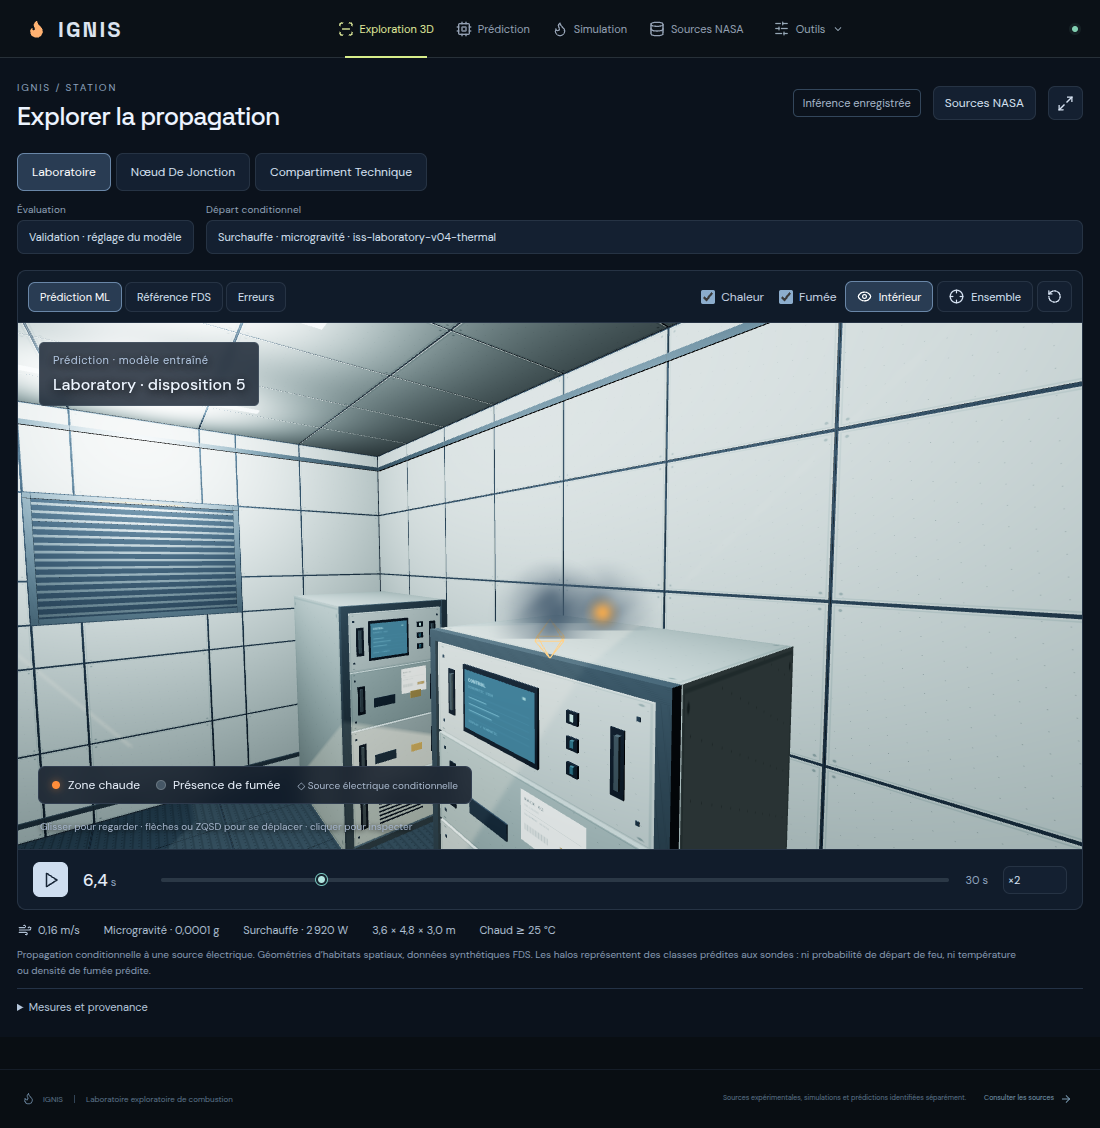 IGNIS
Exploration 3D
Prédiction
Simulation
Sources NASA
Outils
IGNIS / STATION
Explorer la propagation
Inférence enregistrée
Sources NASA
Laboratoire
Nœud De Jonction
Compartiment Technique
Évaluation
Départ conditionnel
Validation · réglage du modèle
Surchauffe · microgravité · iss-laboratory-v04-thermal
Prédiction ML
Référence FDS
Erreurs
Chaleur
Fumée
Intérieur
Ensemble
Prédiction · modèle entraîné
Laboratory · disposition 5
CONTROL
Zone chaude
Présence de fumée
◇ Source électrique conditionnelle
Glisser pour regarder · flèches ou ZQSD pour se déplacer · cliquer pour inspecter
6,4 s
30 s
×2
0,16 m/s
Microgravité · 0,0001 g
Surchauffe · 2 920 W
3,6 × 4,8 × 3,0 m
Chaud ≥ 25 °C
Propagation conditionnelle à une source électrique. Géométries d'habitats spatiaux, données synthétiques FDS. Les halos représentent des classes prédites aux sondes : ni probabilité de départ de feu, ni température
ou densité de fumée prédite.
▶ Mesures et provenance
IGNIS | Laboratoire exploratoire de combustion
Sources expérimentales, simulations et prédictions identifiées séparément.
Consulter les sources →